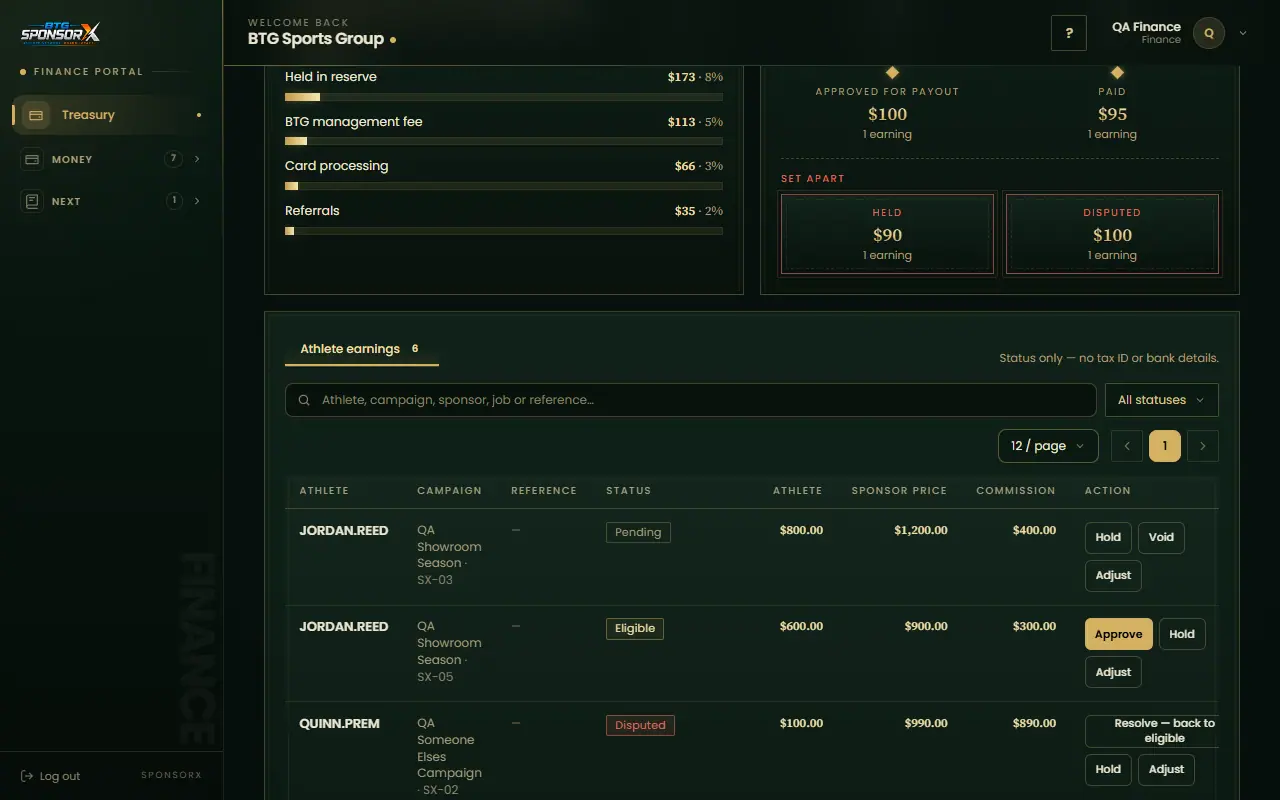 BTG
SPONSORX
WELCOME BACK
BTG Sports Group
?
QA Finance
Finance
Q
FINANCE PORTAL
Treasury
MONEY
7
NEXT
1
FINANCE
Log out
SPONSORX
Held in reserve
$173 · 8%
BTG management fee
$113 · 5%
Card processing
$66 · 3%
Referrals
$35 · 2%
APPROVED FOR PAYOUT
$100
1 earning
PAID
$95
1 earning
SET APART
HELD
$90
1 earning
DISPUTED
$100
1 earning
Athlete earnings 6
Status only — no tax ID or bank details.
Athlete, campaign, sponsor, job or reference...
All statuses
12 / page
1
ATHLETE CAMPAIGN REFERENCE STATUS ATHLETE SPONSOR PRICE COMMISSION ACTION
JORDAN.REED
QA
Showroom
Season ·
SX-03
—
Pending
$800.00
$1,200.00
$400.00
Hold
Void
Adjust
JORDAN.REED
QA
Showroom
Season ·
SX-05
—
Eligible
$600.00
$900.00
$300.00
Approve
Hold
Adjust
QUINN.PREM
QA
Someone
Elses
Campaign
· SX-02
—
Disputed
$100.00
$990.00
$890.00
Resolve — back to
eligible
Hold
Adjust